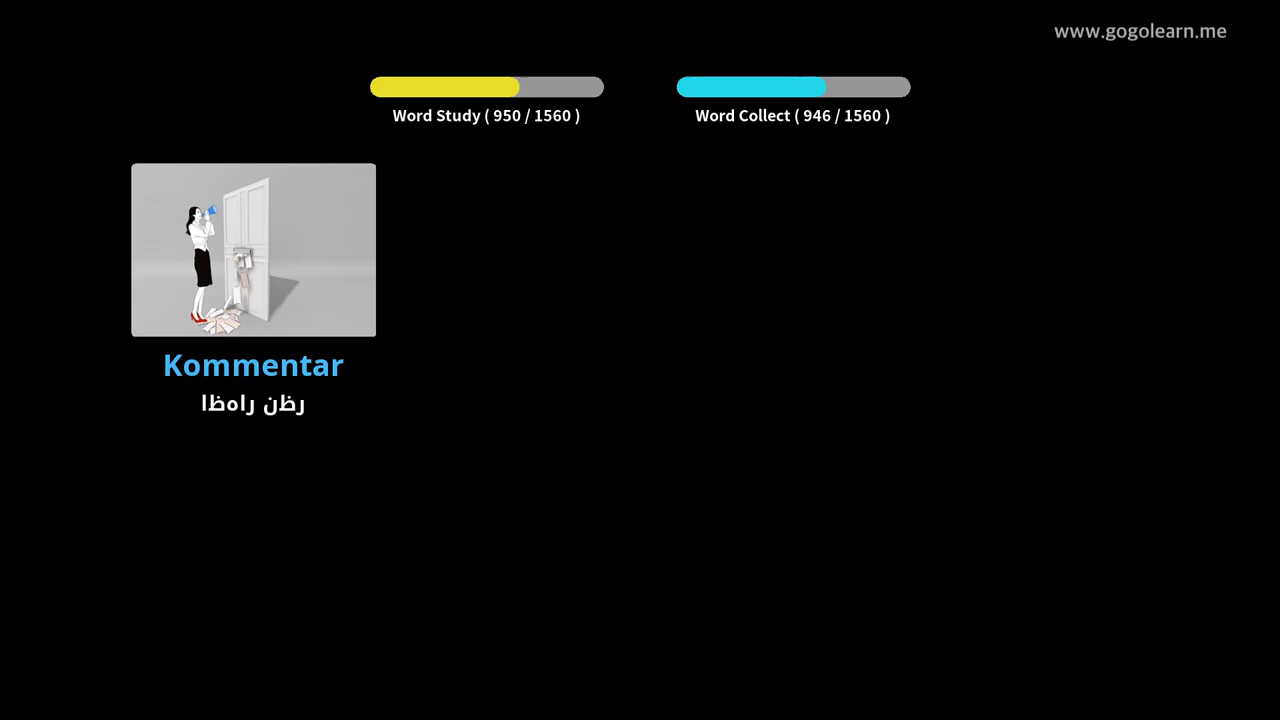 www.gogolearn.me
Word Study ( 950 / 1560 )
Word Collect ( 946 / 1560 )
Kommentar
رظن راهظا